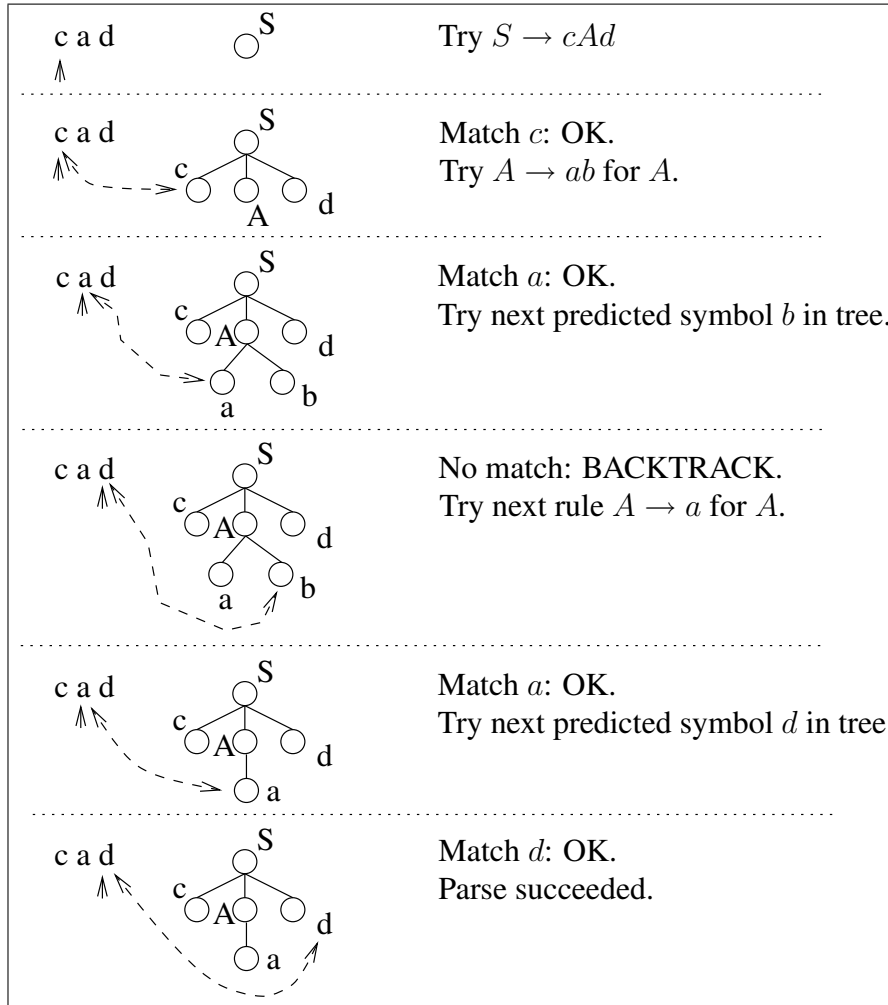 c a d
S
Try S → cAd
c a d
S
c
A
d
Match c: OK.
Try A → ab for A.
c a d
S
c
A
d
a
b
Match a: OK.
Try next predicted symbol b in tree.
c a d
S
c
A
d
a
b
No match: BACKTRACK.
Try next rule A → a for A.
c a d
S
c
A
d
a
Match a: OK.
Try next predicted symbol d in tree
c a d
S
c
A
d
a
Match d: OK.
Parse succeeded.